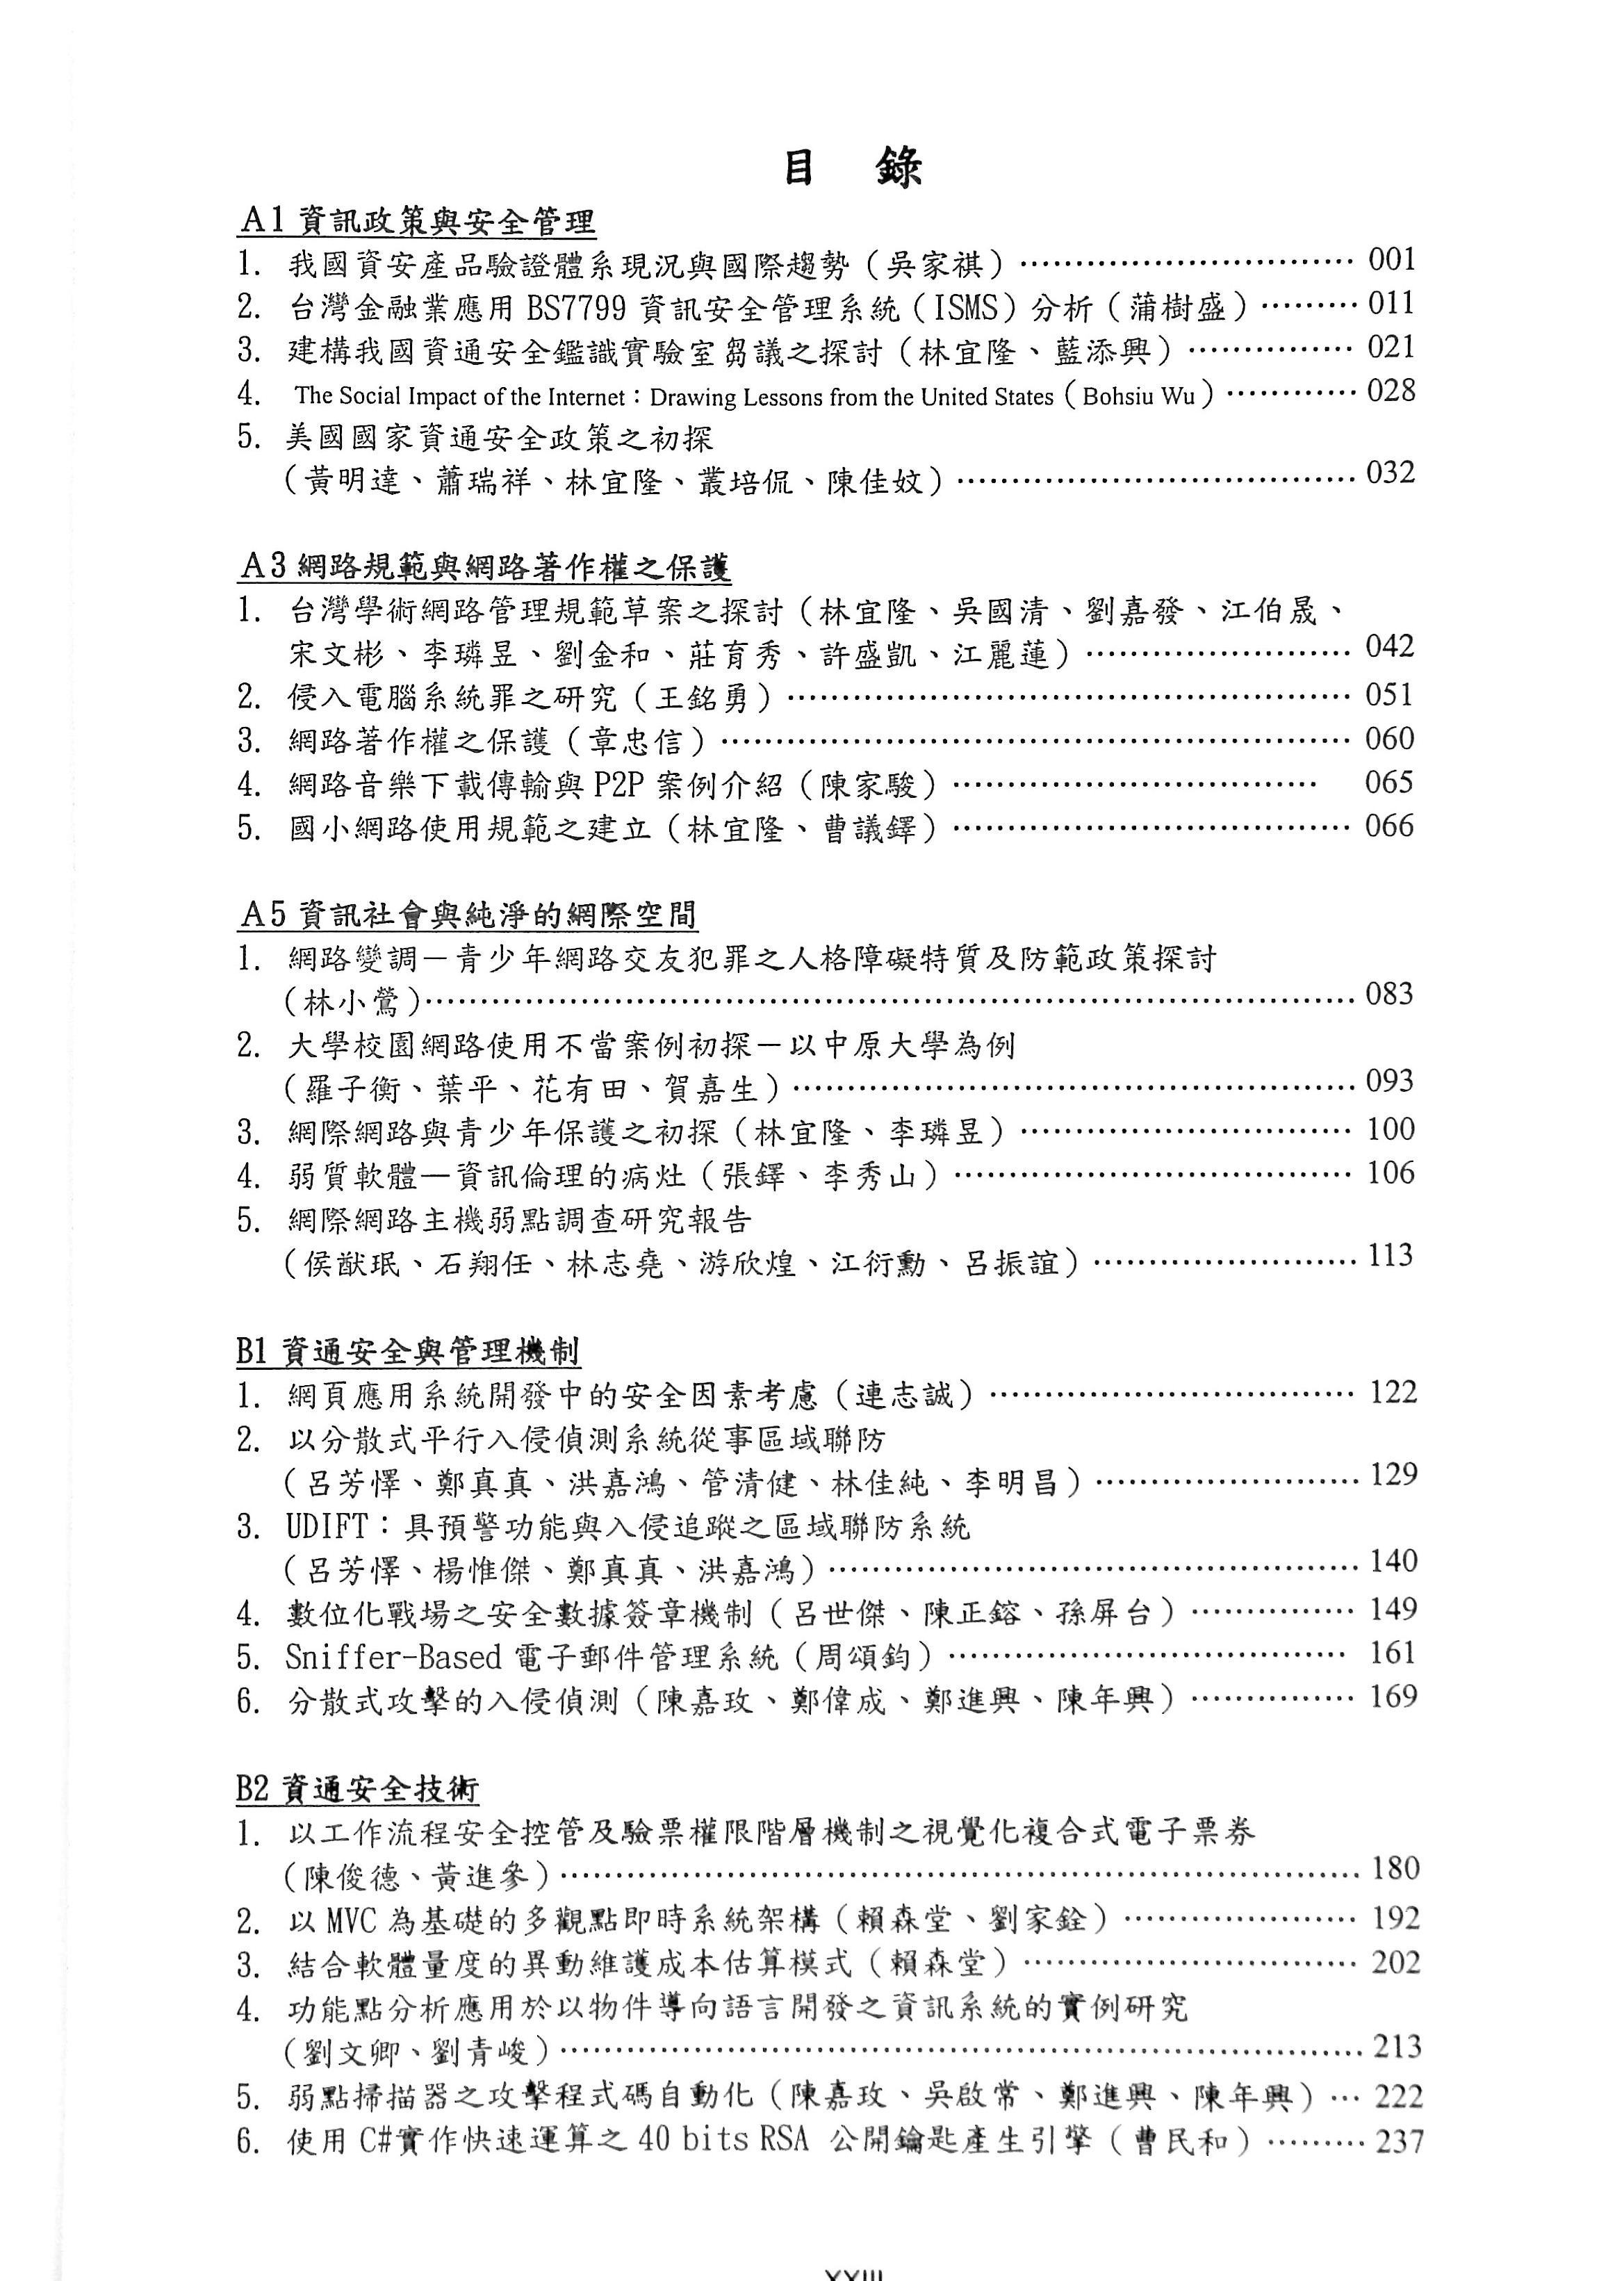 目 錄
A1 資訊政策與安全管理
1. 我國資安產品驗證體系現況與國際趨勢（吳家祺）⋯⋯⋯⋯⋯⋯⋯⋯⋯⋯ 001
2. 台灣金融業應用 BS7799 資訊安全管理系統（ISMS）分析（蒲樹盛）⋯⋯⋯ 011
3. 建構我國資通安全鑑識實驗室芻議之探討（林宜隆、藍添興）⋯⋯⋯⋯⋯ 021
4. The Social Impact of the Internet：Drawing Lessons from the United States（Bohsiu Wu）⋯⋯⋯⋯ 028
5. 美國國家資通安全政策之初探
（黃明達、蕭瑞祥、林宜隆、叢培侃、陳佳妏）⋯⋯⋯⋯⋯⋯⋯⋯⋯⋯⋯⋯ 032
A3 網路規範與網路著作權之保護
1. 台灣學術網路管理規範草案之探討（林宜隆、吳國清、劉嘉發、江伯晟、
宋文彬、李璘昱、劉金和、莊育秀、許盛凱、江麗蓮）⋯⋯⋯⋯⋯⋯⋯⋯ 042
2. 侵入電腦系統罪之研究（王銘勇）⋯⋯⋯⋯⋯⋯⋯⋯⋯⋯⋯⋯⋯⋯⋯⋯ 051
3. 網路著作權之保護（章忠信）⋯⋯⋯⋯⋯⋯⋯⋯⋯⋯⋯⋯⋯⋯⋯⋯⋯⋯ 060
4. 網路音樂下載傳輸與 P2P 案例介紹（陳家駿）⋯⋯⋯⋯⋯⋯⋯⋯⋯⋯⋯ 065
5. 國小網路使用規範之建立（林宜隆、曹議鐸）⋯⋯⋯⋯⋯⋯⋯⋯⋯⋯⋯⋯ 066
A5 資訊社會與純淨的網際空間
1. 網路變調－青少年網路交友犯罪之人格障礙特質及防範政策探討
（林小鶯）⋯⋯⋯⋯⋯⋯⋯⋯⋯⋯⋯⋯⋯⋯⋯⋯⋯⋯⋯⋯⋯⋯⋯⋯⋯⋯ 083
2. 大學校園網路使用不當案例初探－以中原大學為例
（羅子衡、葉平、花有田、賀嘉生）⋯⋯⋯⋯⋯⋯⋯⋯⋯⋯⋯⋯⋯⋯⋯⋯ 093
3. 網際網路與青少年保護之初探（林宜隆、李璘昱）⋯⋯⋯⋯⋯⋯⋯⋯⋯⋯ 100
4. 弱質軟體—資訊倫理的病灶（張鐸、李秀山）⋯⋯⋯⋯⋯⋯⋯⋯⋯⋯⋯⋯ 106
5. 網際網路主機弱點調查研究報告
（侯猷珉、石翔任、林志堯、游欣煌、江衍勳、呂振誼）⋯⋯⋯⋯⋯⋯⋯⋯ 113
B1 資通安全與管理機制
1. 網頁應用系統開發中的安全因素考慮（連志誠）⋯⋯⋯⋯⋯⋯⋯⋯⋯⋯⋯ 122
2. 以分散式平行入侵偵測系統從事區域聯防
（呂芳懌、鄭真真、洪嘉鴻、管清健、林佳純、李明昌）⋯⋯⋯⋯⋯⋯⋯⋯ 129
3. UDIFT：具預警功能與入侵追蹤之區域聯防系統
（呂芳懌、楊惟傑、鄭真真、洪嘉鴻）⋯⋯⋯⋯⋯⋯⋯⋯⋯⋯⋯⋯⋯⋯⋯ 140
4. 數位化戰場之安全數據簽章機制（呂世傑、陳正鎔、孫屏台）⋯⋯⋯⋯⋯ 149
5. Sniffer-Based 電子郵件管理系統（周頌鈞）⋯⋯⋯⋯⋯⋯⋯⋯⋯⋯⋯⋯ 161
6. 分散式攻擊的入侵偵測（陳嘉玫、鄭偉成、鄭進興、陳年興）⋯⋯⋯⋯⋯ 169
B2 資通安全技術
1. 以工作流程安全控管及驗票權限階層機制之視覺化複合式電子票券
（陳俊德、黃進參）⋯⋯⋯⋯⋯⋯⋯⋯⋯⋯⋯⋯⋯⋯⋯⋯⋯⋯⋯⋯⋯⋯ 180
2. 以 MVC 為基礎的多觀點即時系統架構（賴森堂、劉家銓）⋯⋯⋯⋯⋯⋯⋯ 192
3. 結合軟體量度的異動維護成本估算模式（賴森堂）⋯⋯⋯⋯⋯⋯⋯⋯⋯⋯ 202
4. 功能點分析應用於以物件導向語言開發之資訊系統的實例研究
（劉文卿、劉青峻）⋯⋯⋯⋯⋯⋯⋯⋯⋯⋯⋯⋯⋯⋯⋯⋯⋯⋯⋯⋯⋯⋯ 213
5. 弱點掃描器之攻擊程式碼自動化（陳嘉玫、吳啟常、鄭進興、陳年興）⋯ 222
6. 使用 C#實作快速運算之 40 bits RSA 公開鑰匙產生引擎（曹民和）⋯⋯⋯ 237
XXIII